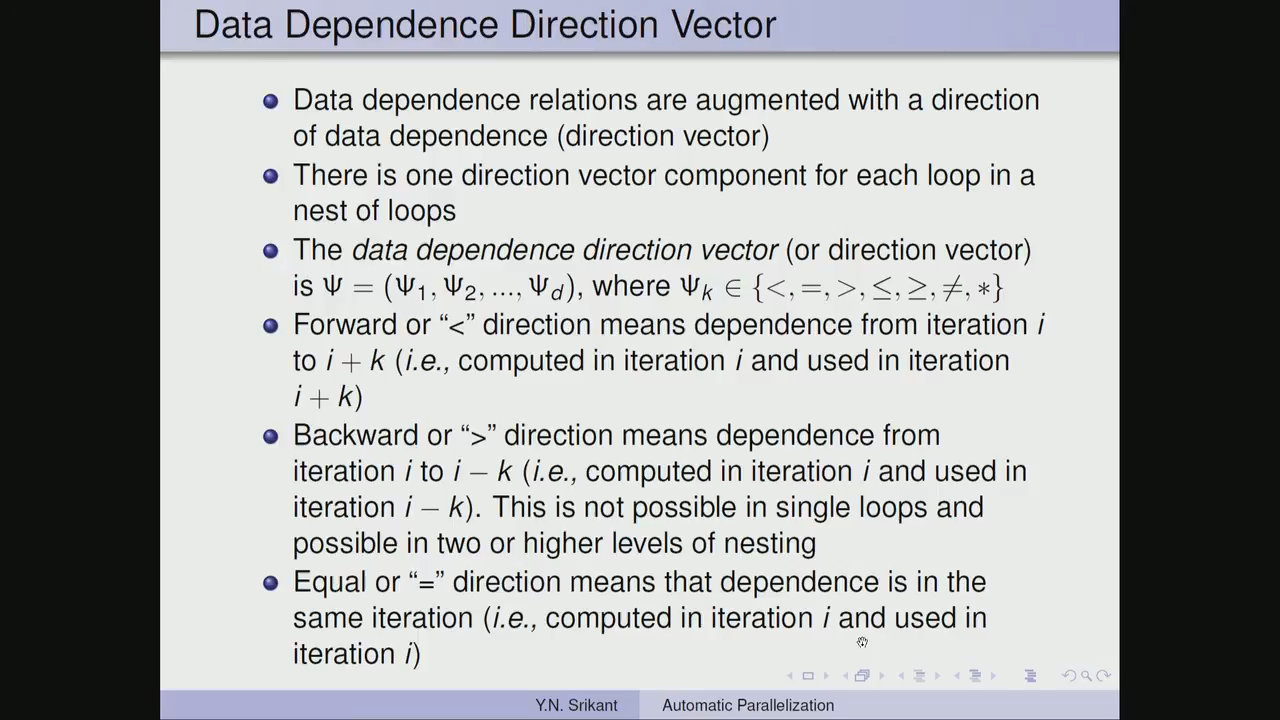 Data Dependence Direction Vector
Data dependence relations are augmented with a direction
of data dependence (direction vector)
There is one direction vector component for each loop in a
nest of loops
The data dependence direction vector (or direction vector)
is Ψ = (Ψ₁, Ψ₂, ..., Ψ_d), where Ψ_k ∈ {<, =, >, ≤, ≥, ≠, *}
Forward or “<” direction means dependence from iteration i
to i + k (i.e., computed in iteration i and used in iteration
i + k)
Backward or “>” direction means dependence from
iteration i to i − k (i.e., computed in iteration i and used in
iteration i − k). This is not possible in single loops and
possible in two or higher levels of nesting
Equal or “=” direction means that dependence is in the
same iteration (i.e., computed in iteration i and used in
iteration i)
Y.N. Srikant Automatic Parallelization